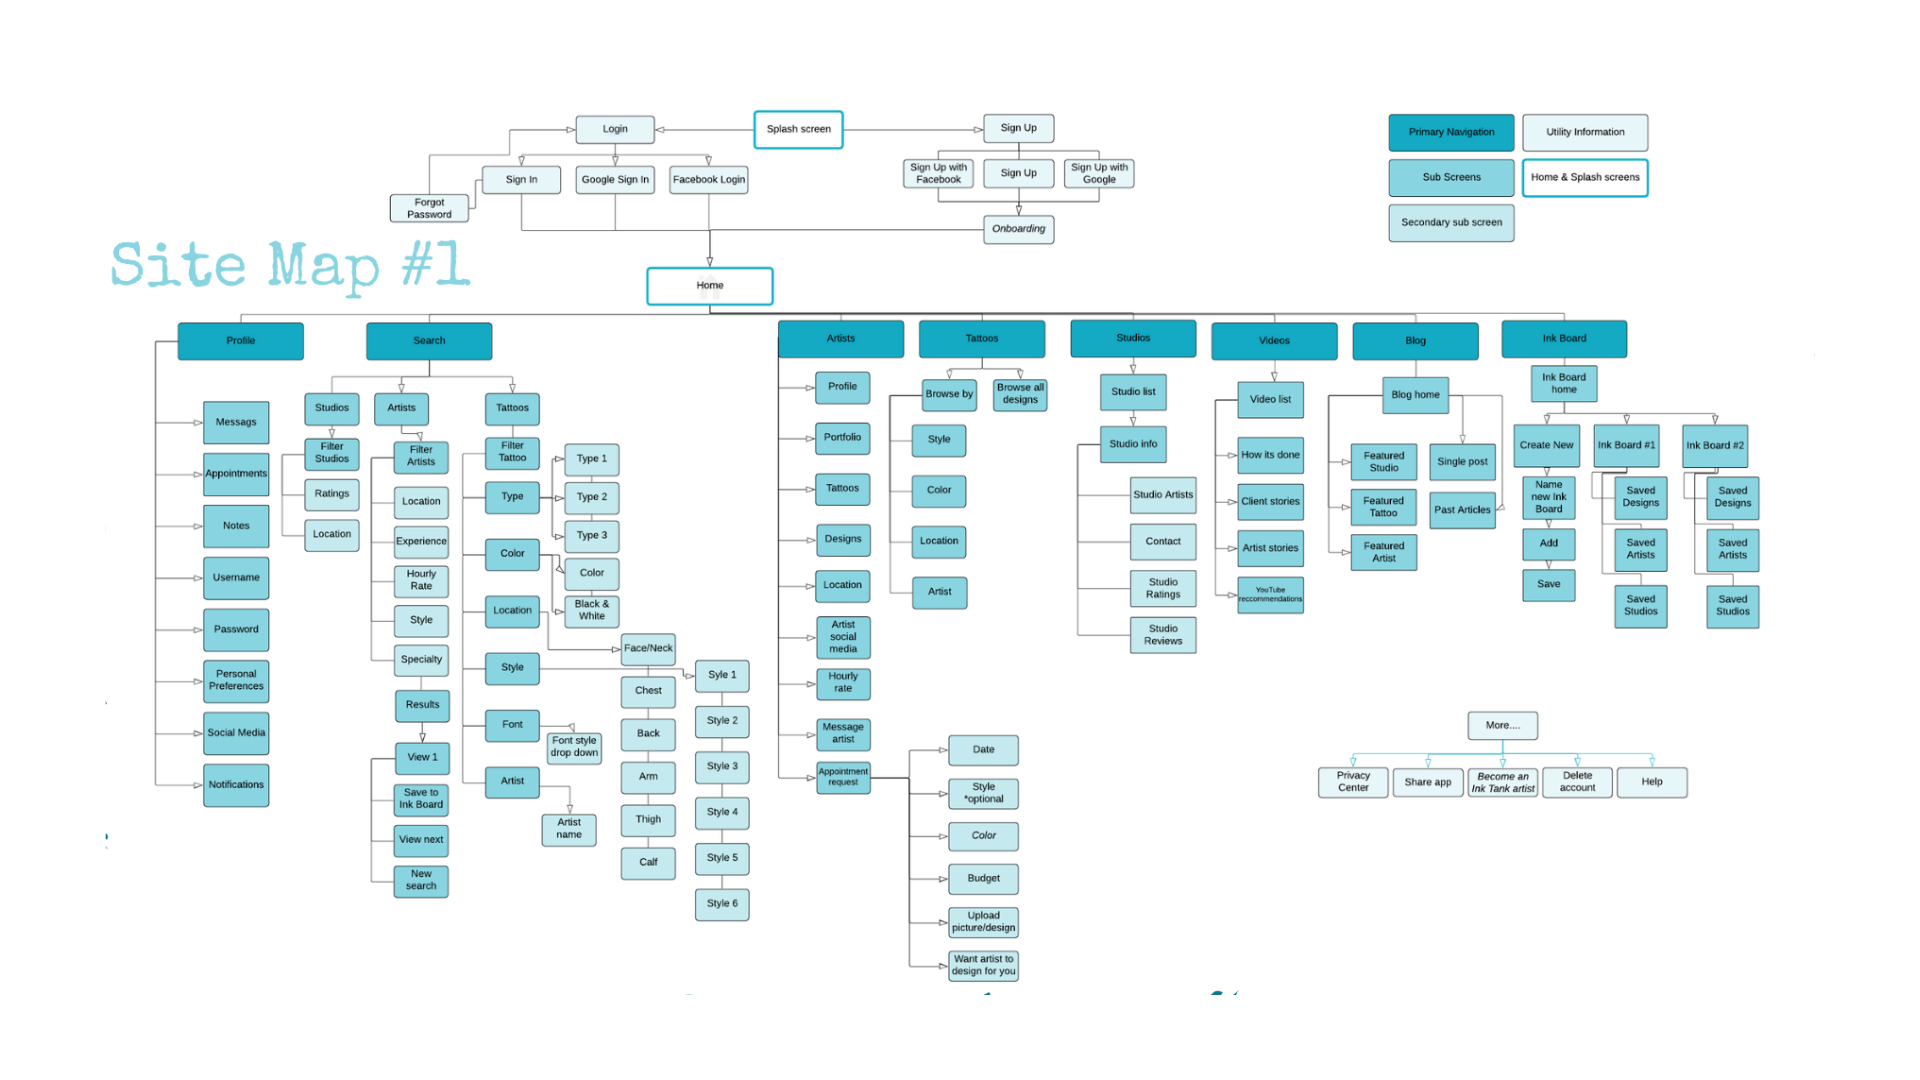 Splash screen
Login
Sign Up
Sign In
Google Sign In
Facebook Login
Forgot
Password
Sign Up with
Facebook
Sign Up
Sign Up with
Google
Onboarding
Primary Navigation
Utility Information
Sub Screens
Home & Splash screens
Secondary sub screen
Site Map #1
Home
Profile
Search
Artists
Tattoos
Studios
Videos
Blog
Ink Board
Messags
Appointments
Notes
Username
Password
Personal
Preferences
Social Media
Notifications
Studios
Filter
Studios
Ratings
Location
Artists
Filter
Artists
Location
Experience
Hourly
Rate
Style
Specialty
Results
View 1
Save to
Ink Board
View next
New
search
Tattoos
Filter
Tattoo
Type
Color
Location
Style
Font
Artist
Type 1
Type 2
Type 3
Color
Black &
White
Font style
drop down
Artist
name
Face/Neck
Chest
Back
Arm
Thigh
Calf
Syle 1
Style 2
Style 3
Style 4
Style 5
Style 6
Profile
Portfolio
Tattoos
Designs
Location
Artist
social
media
Hourly
rate
Message
artist
Appointment
request
Date
Style
*optional
Color
Budget
Upload
picture/design
Want artist to
design for you
Browse by
Browse all
designs
Style
Color
Location
Artist
Studio list
Studio info
Studio Artists
Contact
Studio
Ratings
Studio
Reviews
Video list
How its done
Client stories
Artist stories
YouTube
reccommendations
Blog home
Featured
Studio
Featured
Tattoo
Featured
Artist
Single post
Past Articles
Ink Board
home
Create New
Name
new Ink
Board
Add
Save
Ink Board #1
Saved
Designs
Saved
Artists
Saved
Studios
Ink Board #2
Saved
Designs
Saved
Artists
Saved
Studios
More....
Privacy
Center
Share app
Become an
Ink Tank artist
Delete
account
Help